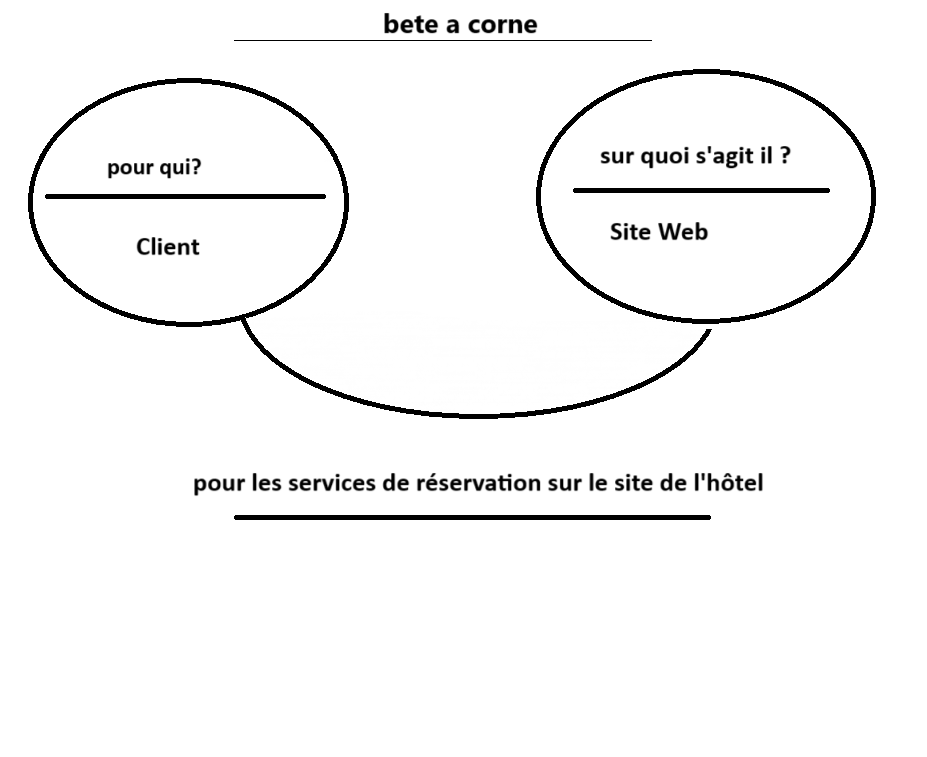 bete a corne
pour qui?
Client
sur quoi s'agit il ?
Site Web
pour les services de réservation sur le site de l'hôtel